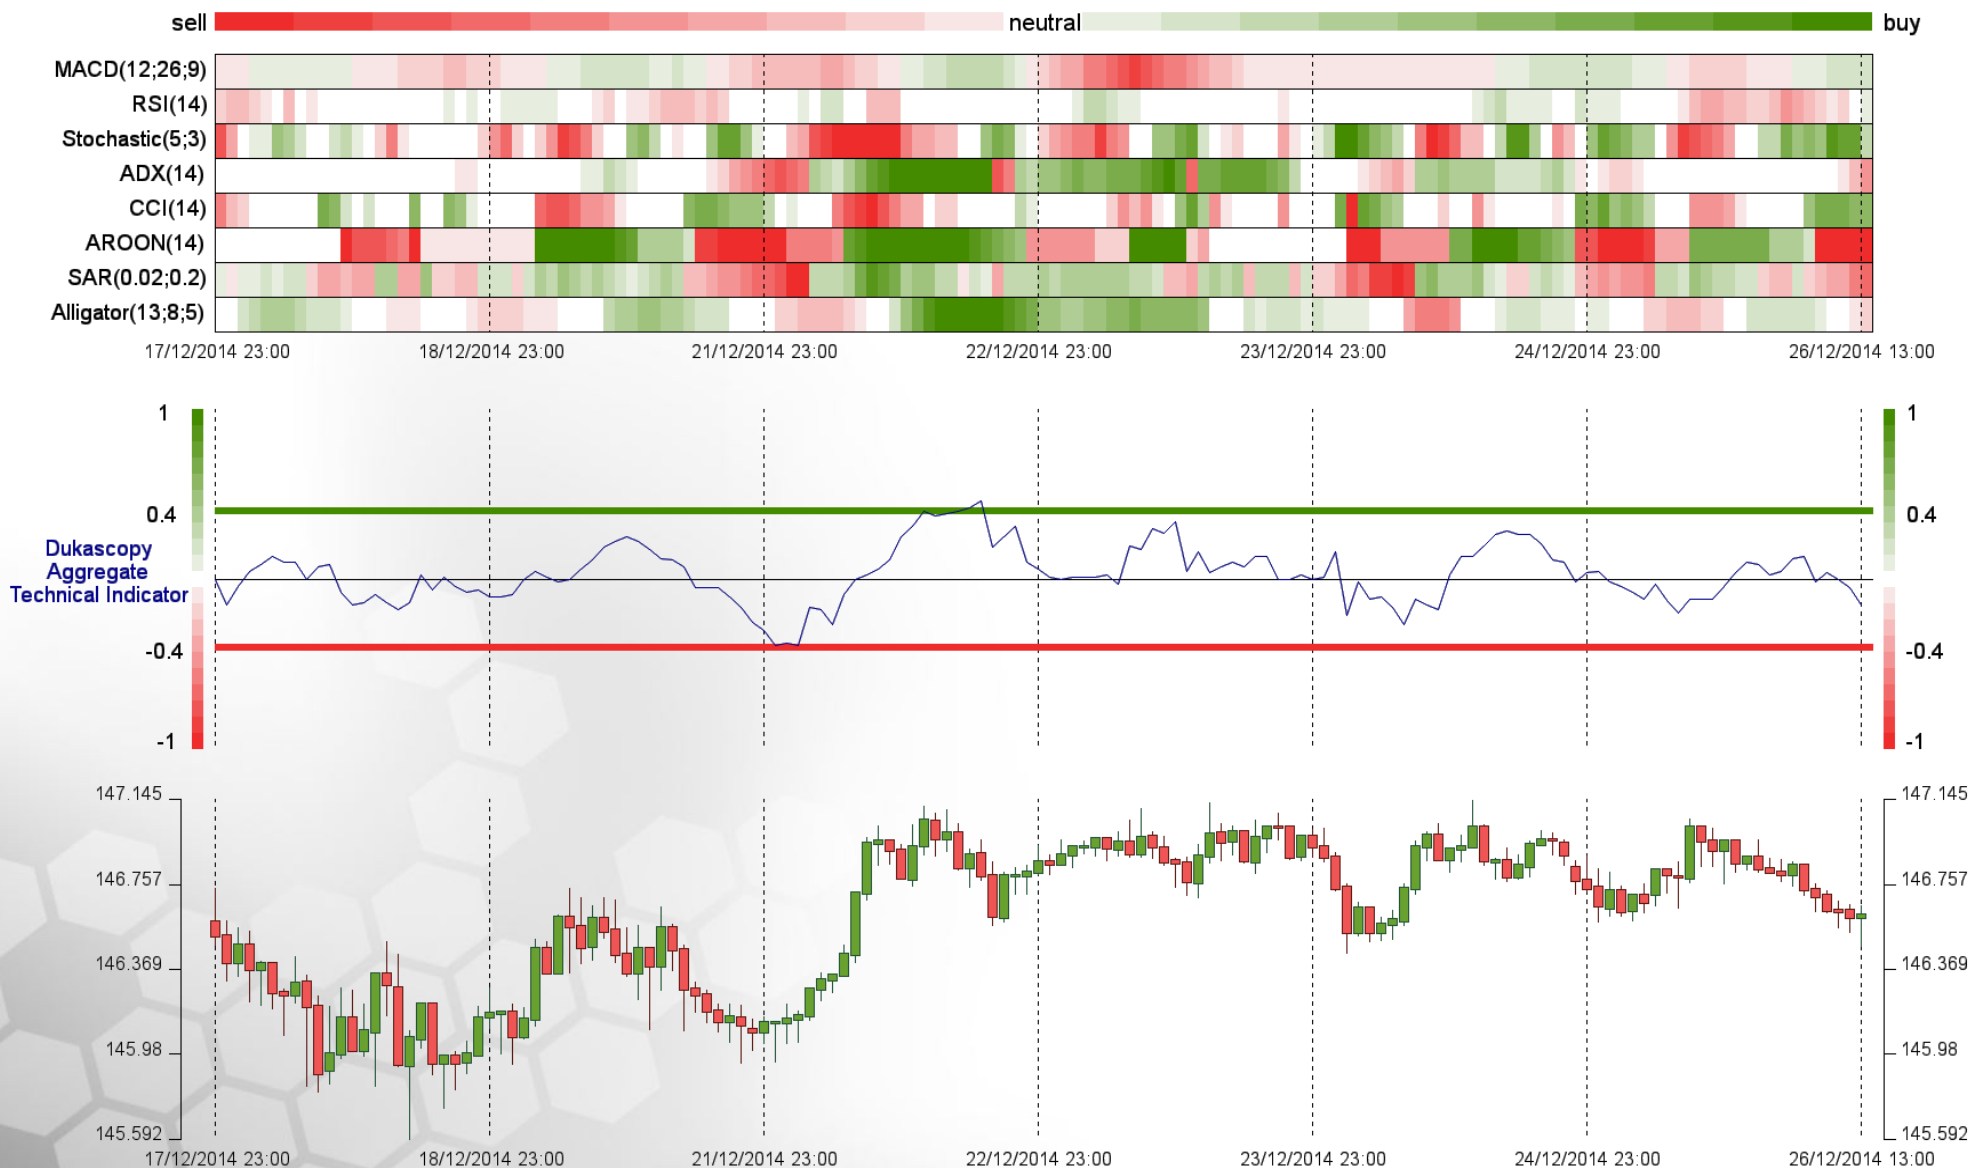 sell neutral buy
MACD(12;26;9)
RSI(14)
Stochastic(5;3)
ADX(14)
CCI(14)
AROON(14)
SAR(0.02;0.2)
Alligator(13;8;5)
17/12/2014 23:00 18/12/2014 23:00 21/12/2014 23:00 22/12/2014 23:00 23/12/2014 23:00 24/12/2014 23:00 26/12/2014 13:00
1 1
0.4 0.4
Dukascopy
Aggregate
Technical Indicator
-0.4 -0.4
-1 -1
147.145 147.145
146.757 146.757
146.369 146.369
145.98 145.98
145.592 145.592
17/12/2014 23:00 18/12/2014 23:00 21/12/2014 23:00 22/12/2014 23:00 23/12/2014 23:00 24/12/2014 23:00 26/12/2014 13:00